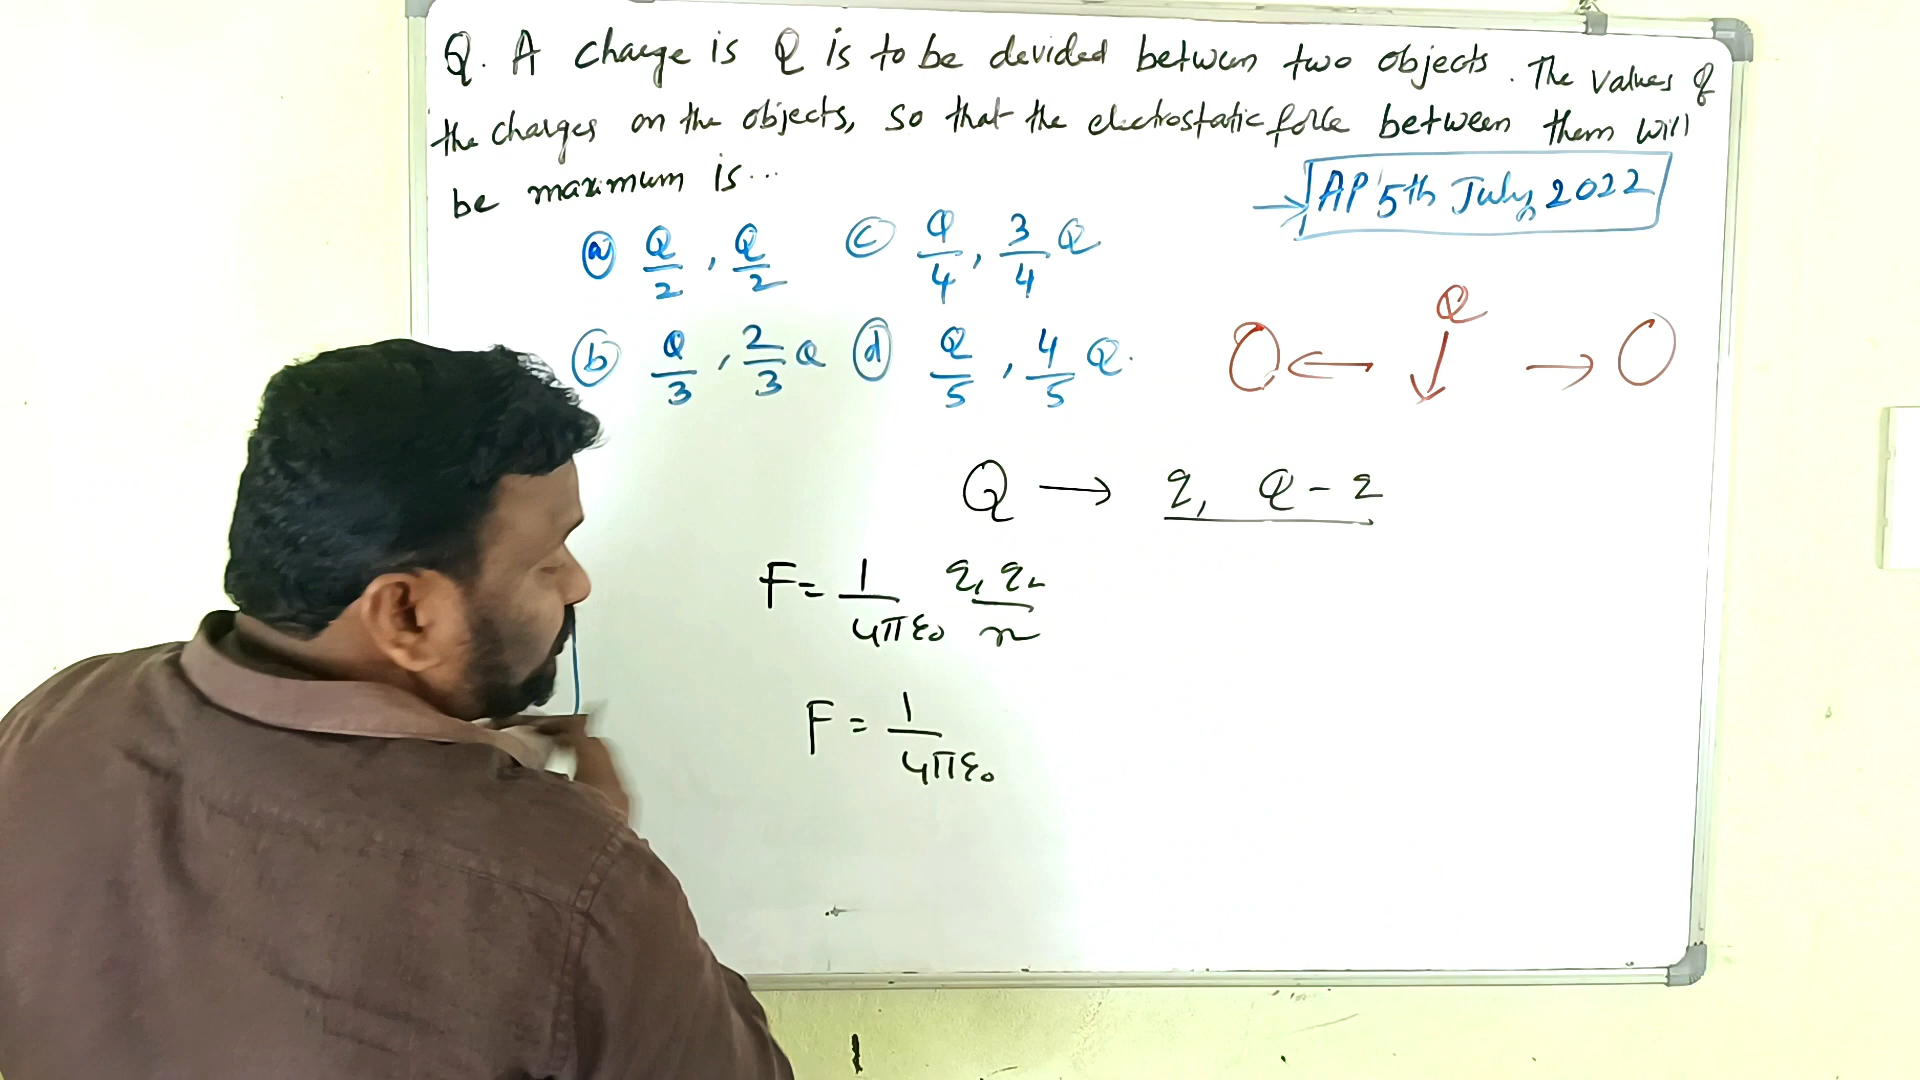 Q. A charge is Q is to be devided between two objects. The values of
the charges on the objects, so that the electrostatic force between them will
be maximum is...
→ AP 5th July 2022
(a) Q/2, Q/2 (c) Q/4, 3/4 Q
(b) Q/3, 2/3 Q (d) Q/5, 4/5 Q.
Q
Q → q, Q-q
F = 1/4πε₀ q₁q₂/r
F = 1/4πε₀